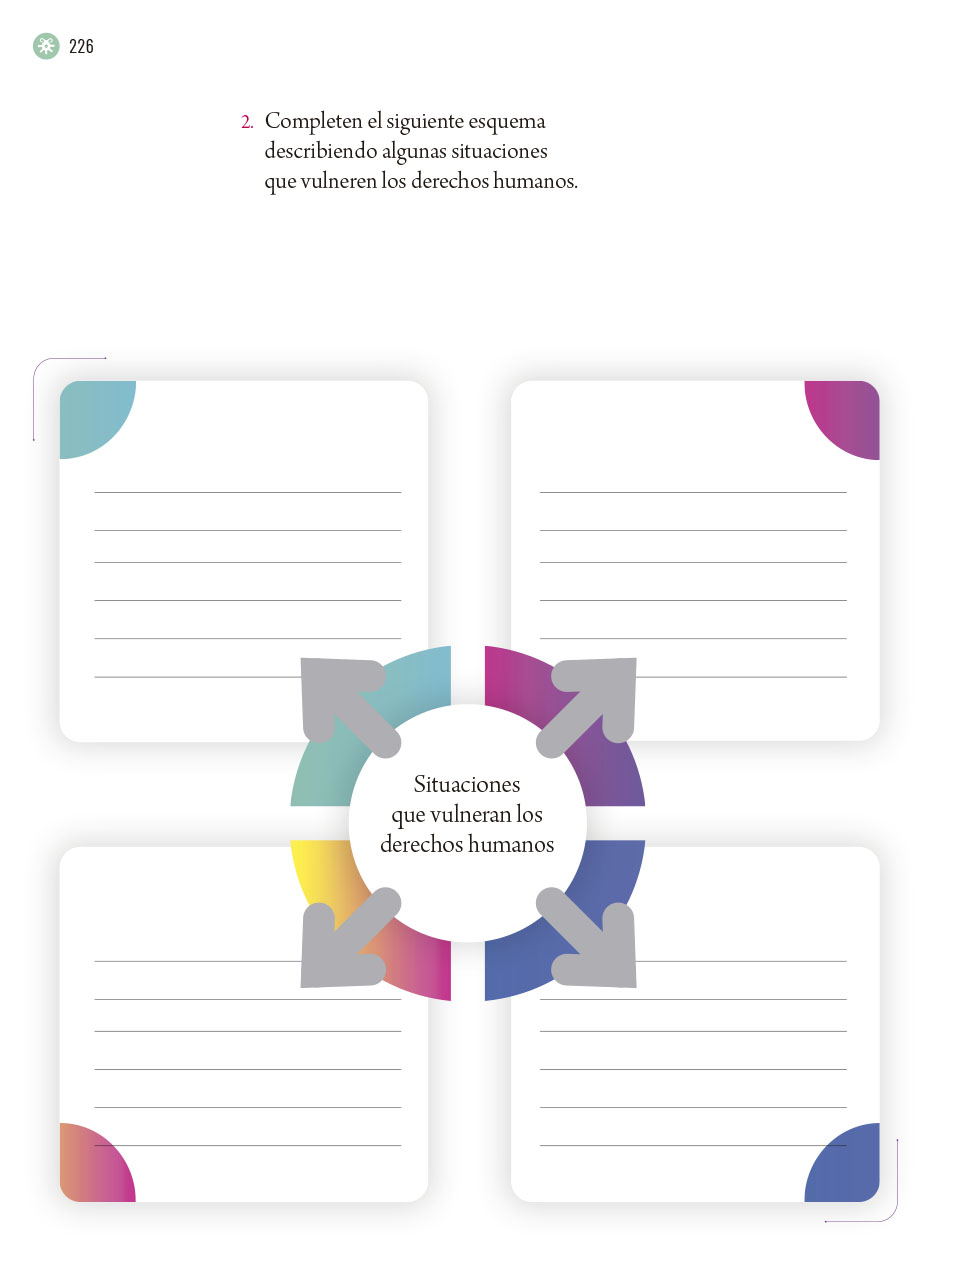 226
2. Completen el siguiente esquema
describiendo algunas situaciones
que vulneren los derechos humanos.
Situaciones
que vulneran los
derechos humanos